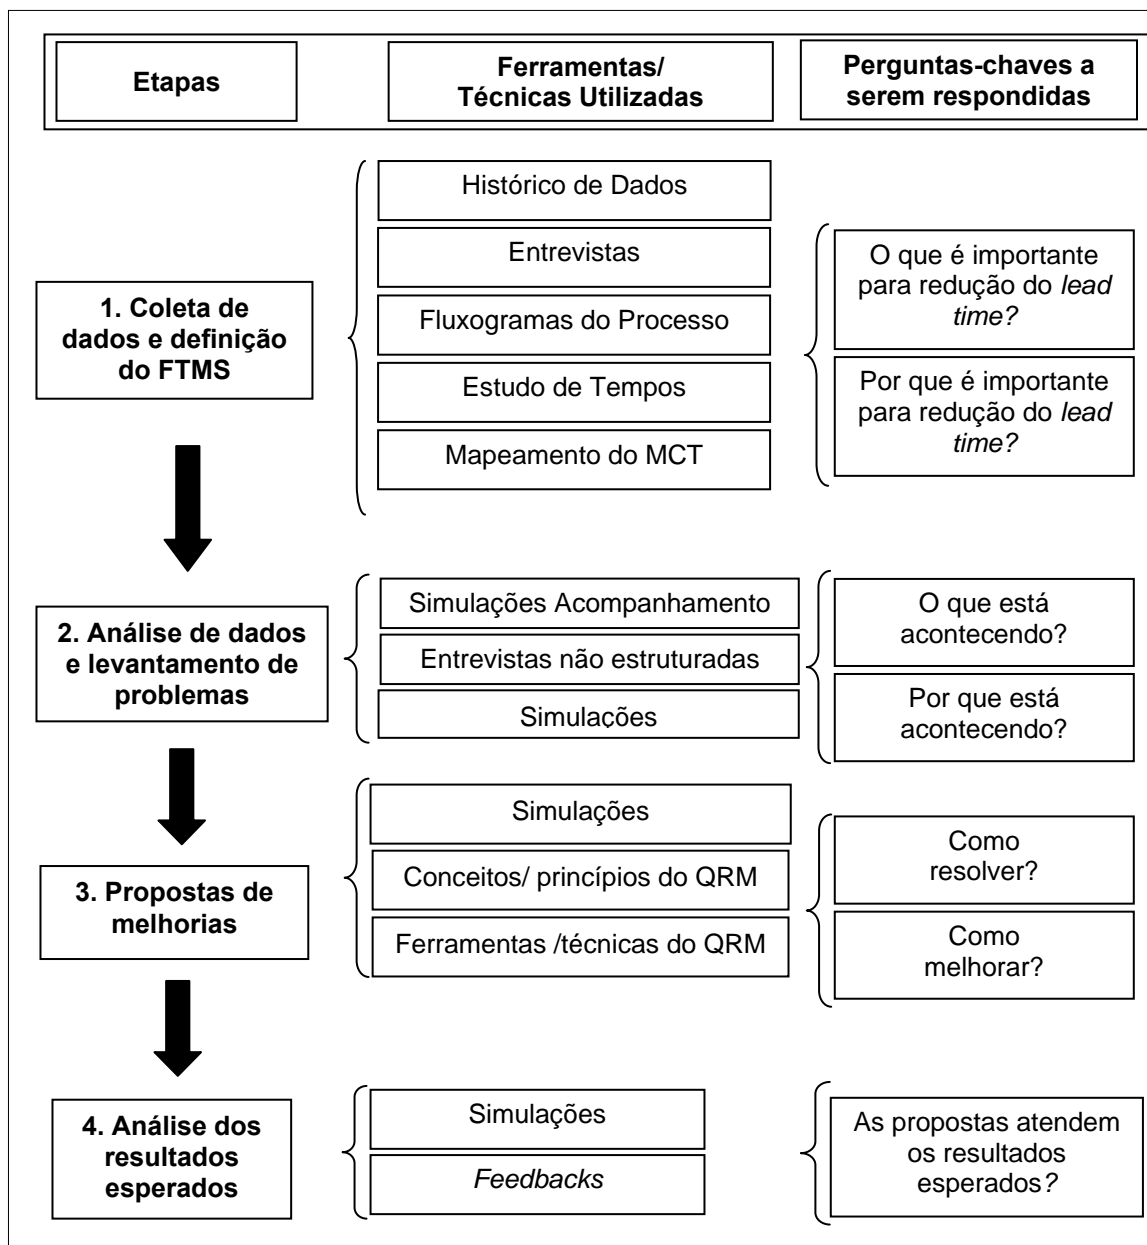 Etapas
Ferramentas/
Técnicas Utilizadas
Perguntas-chaves a
serem respondidas
1. Coleta de
dados e definição
do FTMS
Histórico de Dados
Entrevistas
Fluxogramas do Processo
Estudo de Tempos
Mapeamento do MCT
O que é importante
para redução do lead
time?
Por que é importante
para redução do lead
time?
2. Análise de dados
e levantamento de
problemas
Simulações Acompanhamento
Entrevistas não estruturadas
Simulações
O que está
acontecendo?
Por que está
acontecendo?
3. Propostas de
melhorias
Simulações
Conceitos/ princípios do QRM
Ferramentas /técnicas do QRM
Como
resolver?
Como
melhorar?
4. Análise dos
resultados
esperados
Simulações
Feedbacks
As propostas atendem
os resultados
esperados?